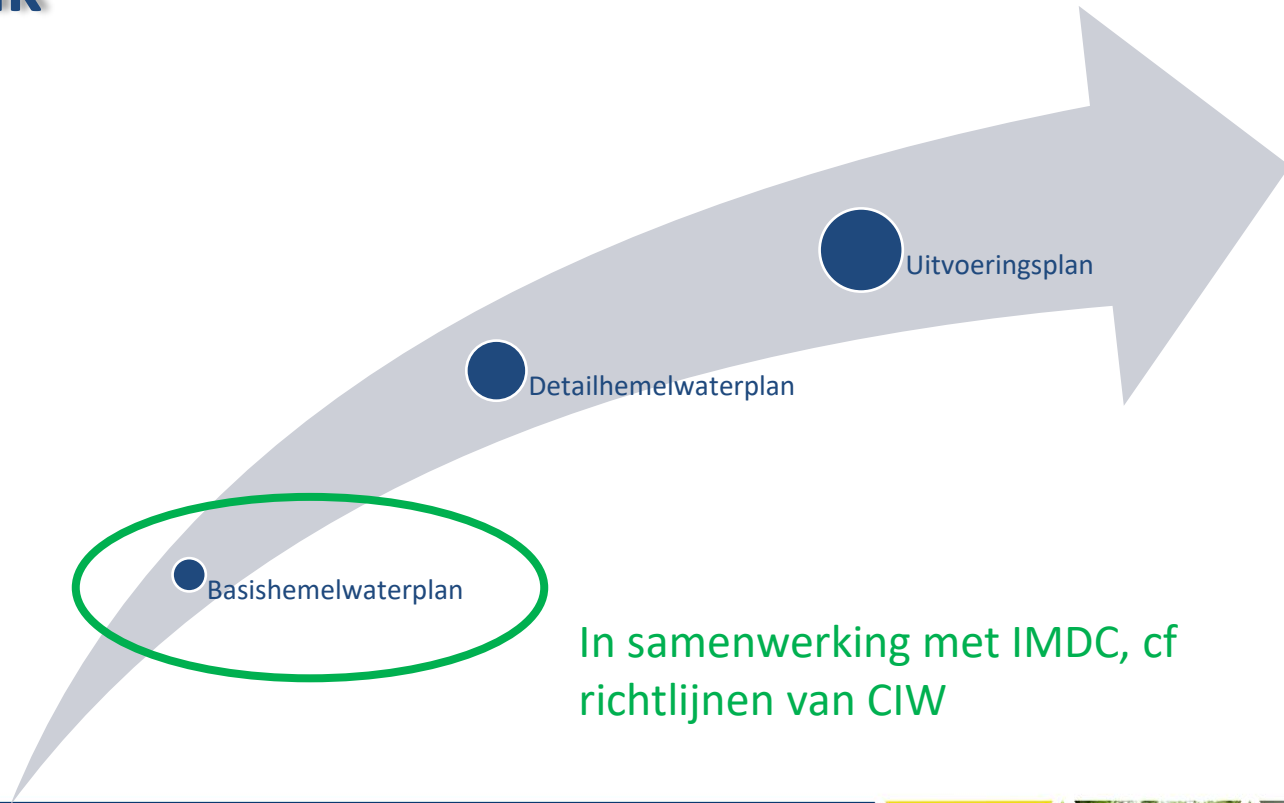 Uitvoeringsplan
Detailhemelwaterplan
Basishemelwaterplan
In samenwerking met IMDC, cf
richtlijnen van CIW